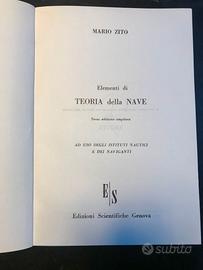 MARIO ZITO
Elementi di
TEORIA della NAVE
Terza edizione completata
AD USO DEGLI ISTITUTI NAUTICI
E DEI NAVIGANTI
E/S
Edizioni Scientifiche Genova
subito